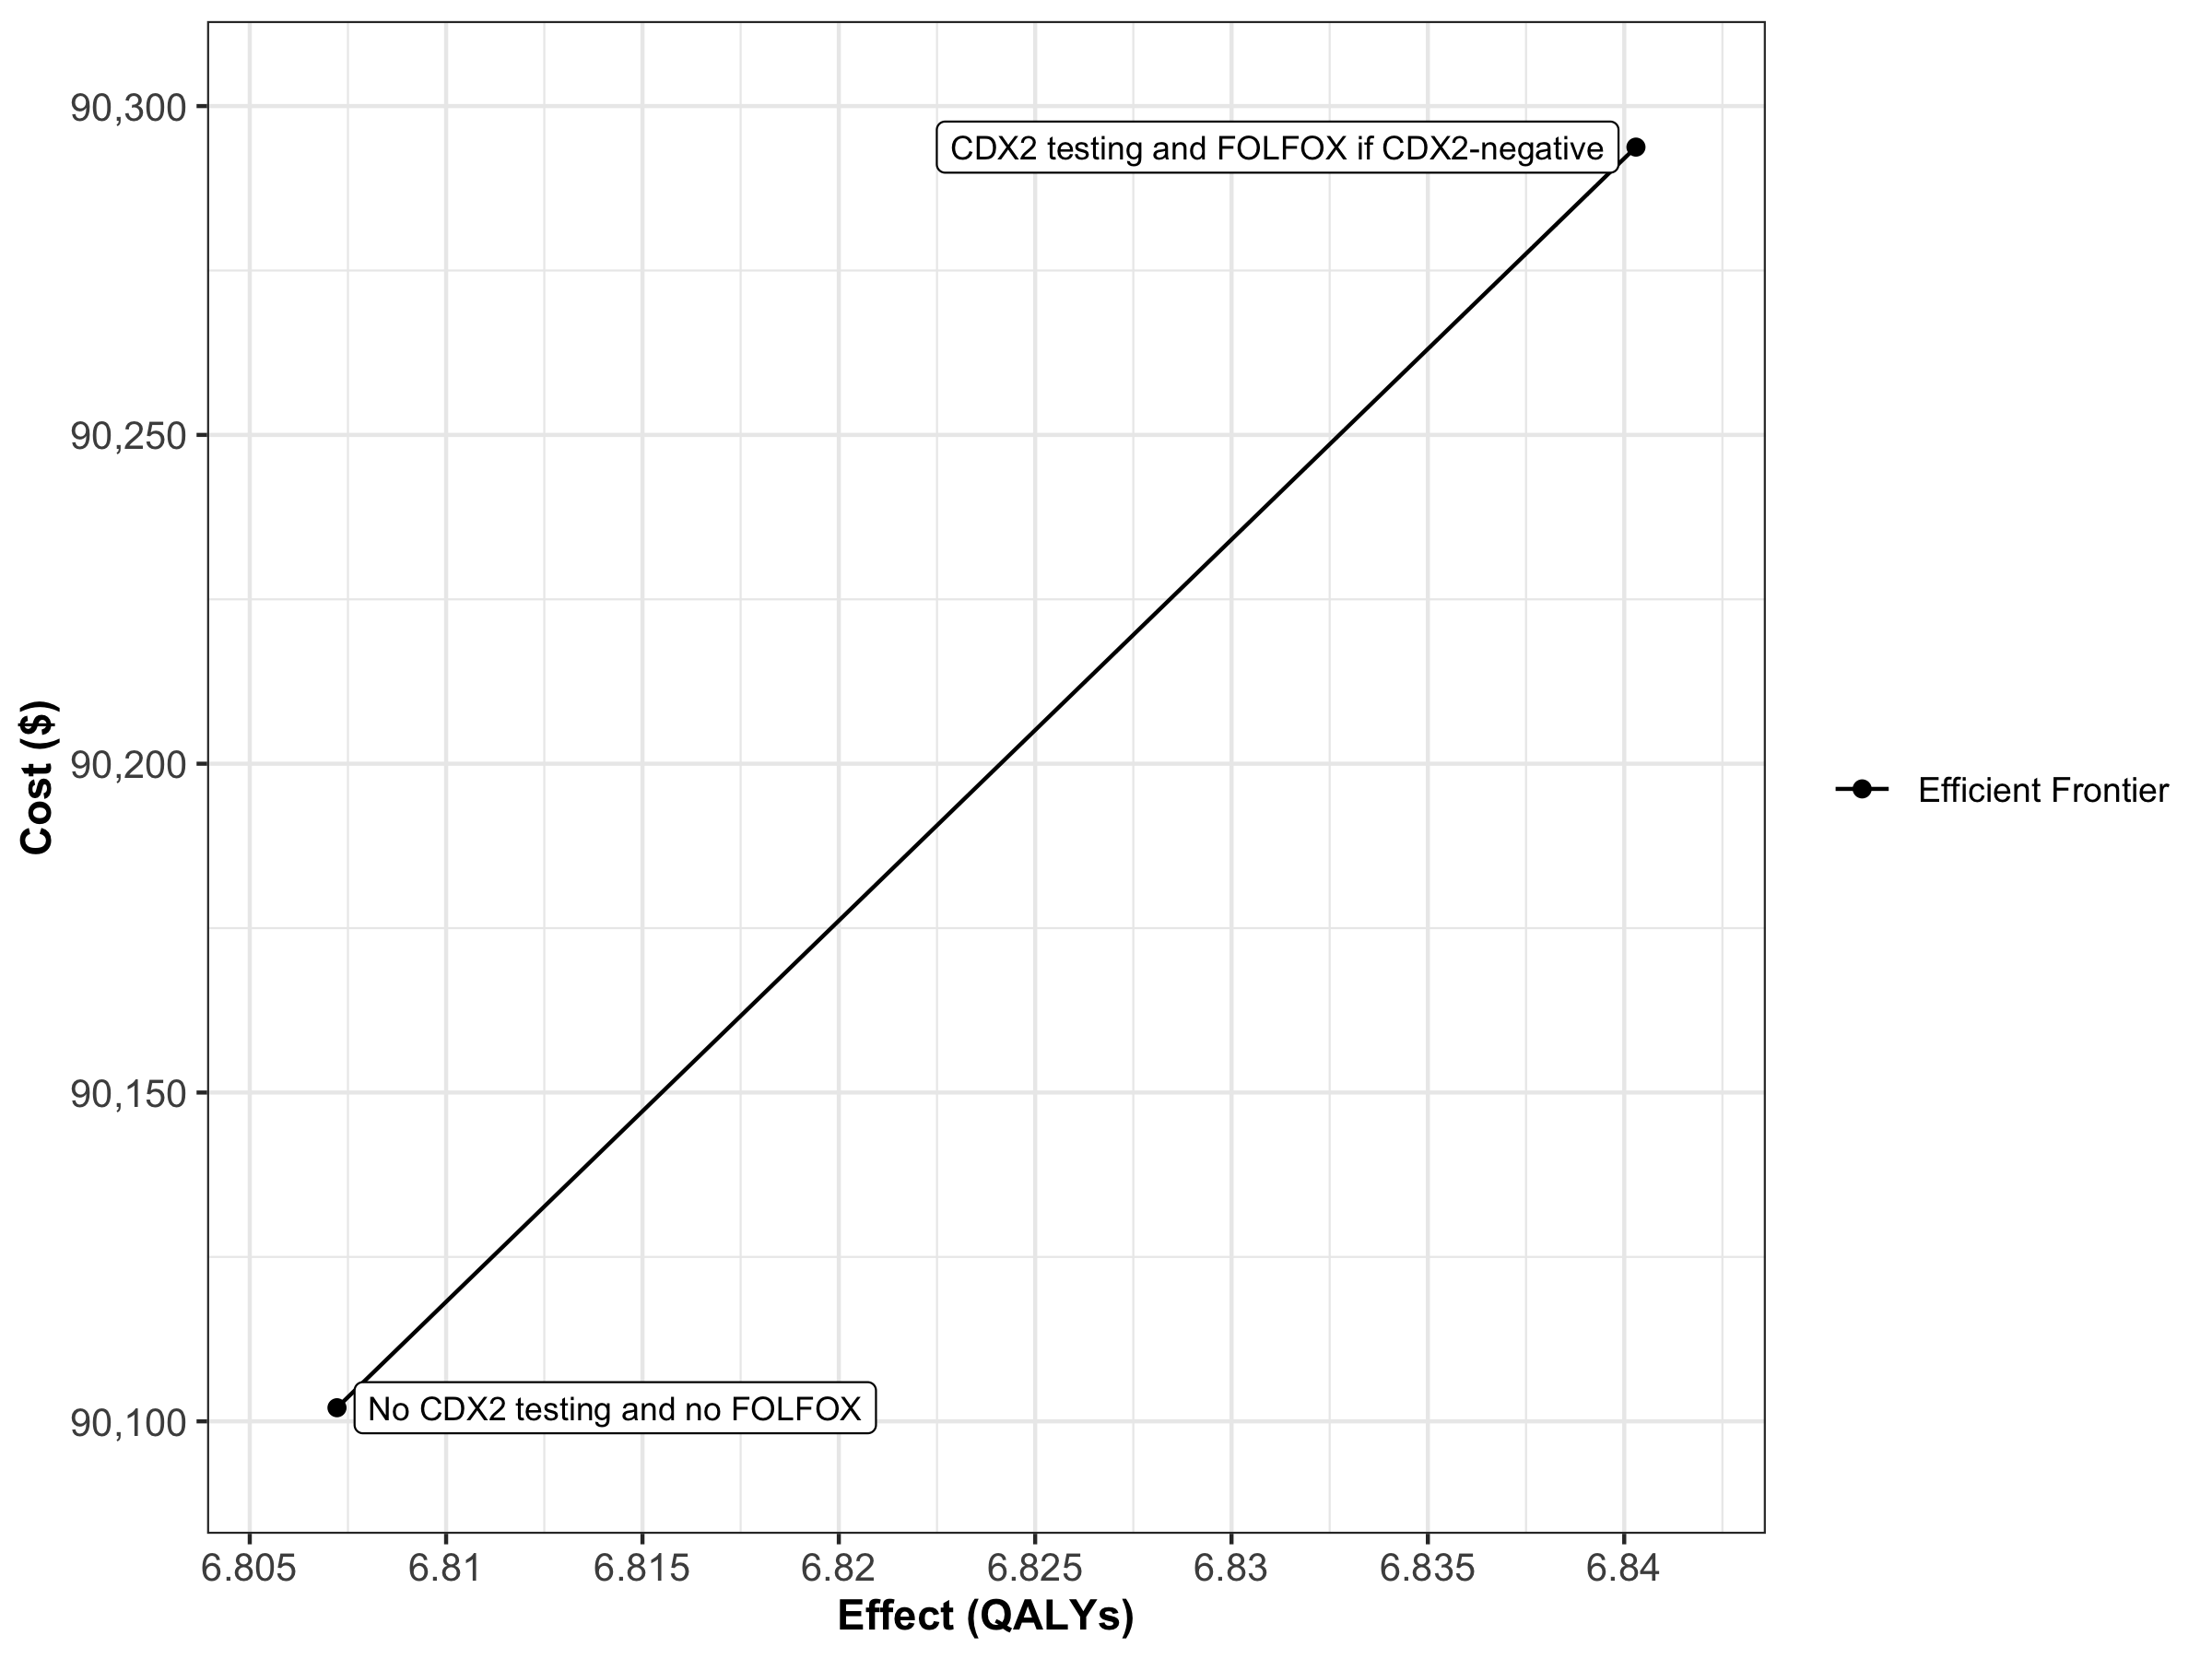 90,300
90,250
90,200
90,150
90,100
Cost ($)
CDX2 testing and FOLFOX if CDX2-negative
No CDX2 testing and no FOLFOX
6.805 6.81 6.815 6.82 6.825 6.83 6.835 6.84
Effect (QALYs)
Efficient Frontier